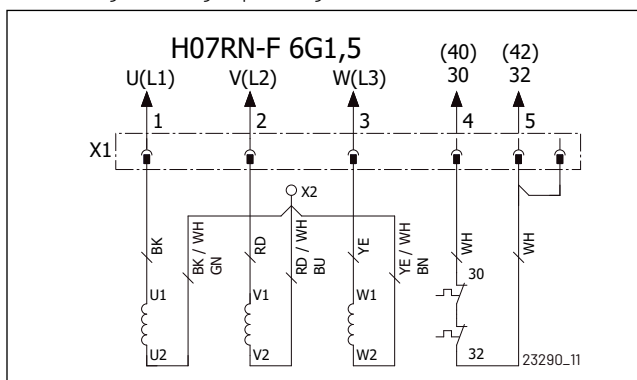 H07RN-F 6G1,5
(40) (42)
U(L1) V(L2) W(L3) 30 32
1 2 3 4 5
X1
X2
BK
BK / WH
GN
RD
RD / WH
BU
YE
YE / WH
BN
WH
WH
30
U1 V1 W1
U2 V2 W2 32
23290_11